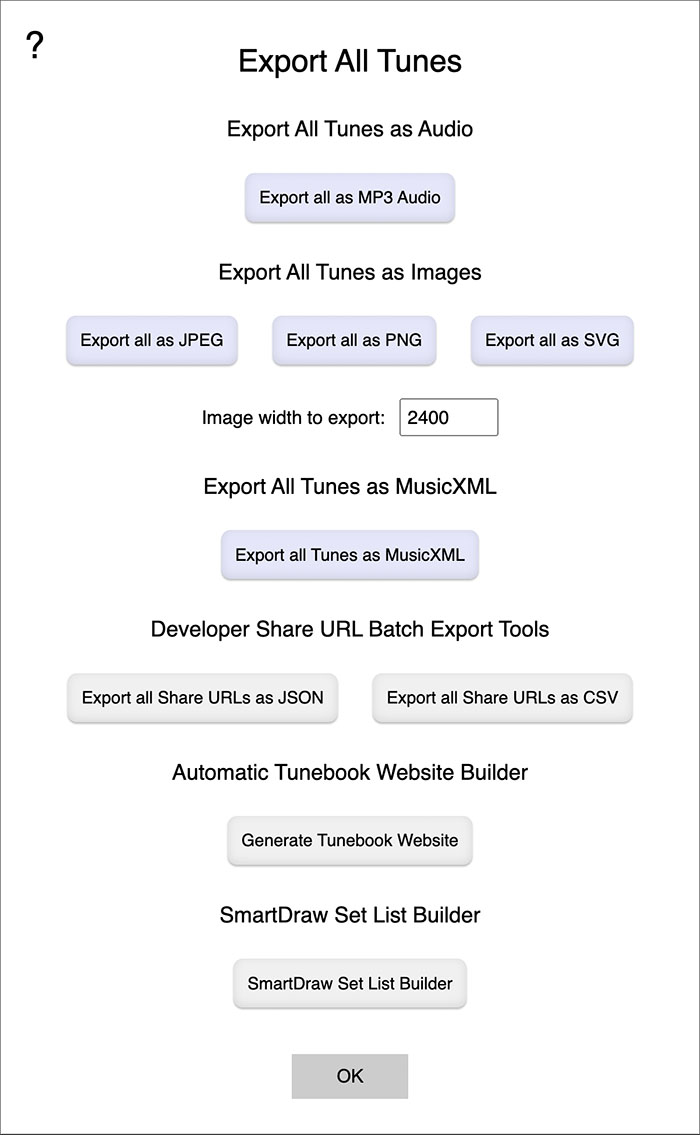 ?
Export All Tunes
Export All Tunes as Audio
Export all as MP3 Audio
Export All Tunes as Images
Export all as JPEG Export all as PNG Export all as SVG
Image width to export: 2400
Export All Tunes as MusicXML
Export all Tunes as MusicXML
Developer Share URL Batch Export Tools
Export all Share URLs as JSON Export all Share URLs as CSV
Automatic Tunebook Website Builder
Generate Tunebook Website
SmartDraw Set List Builder
SmartDraw Set List Builder
OK